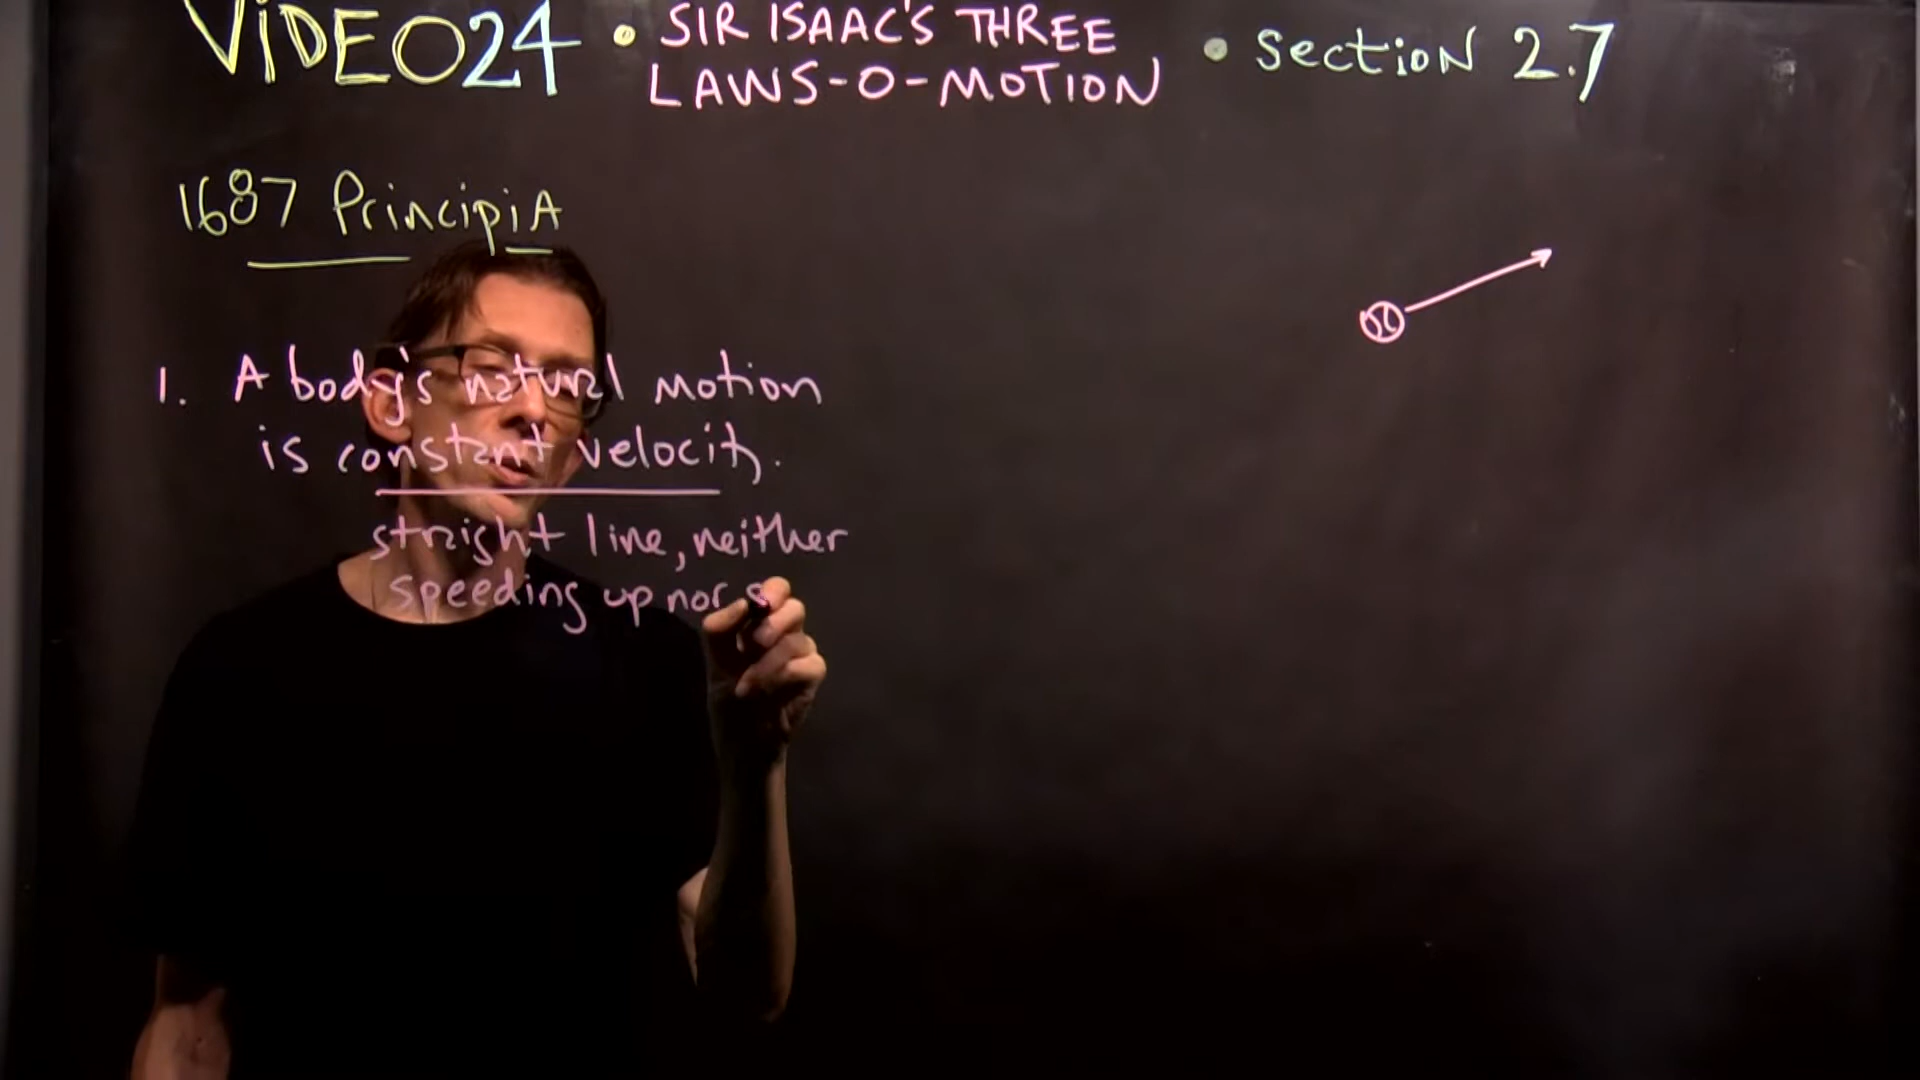 VIDEO24 • SIR ISAAC'S THREE LAWS-O-MOTION • SectioN 2.7
1687 PrincipiA
1. A body's natural motion
is constant velocity.
straight line, neither
speeding up nor s